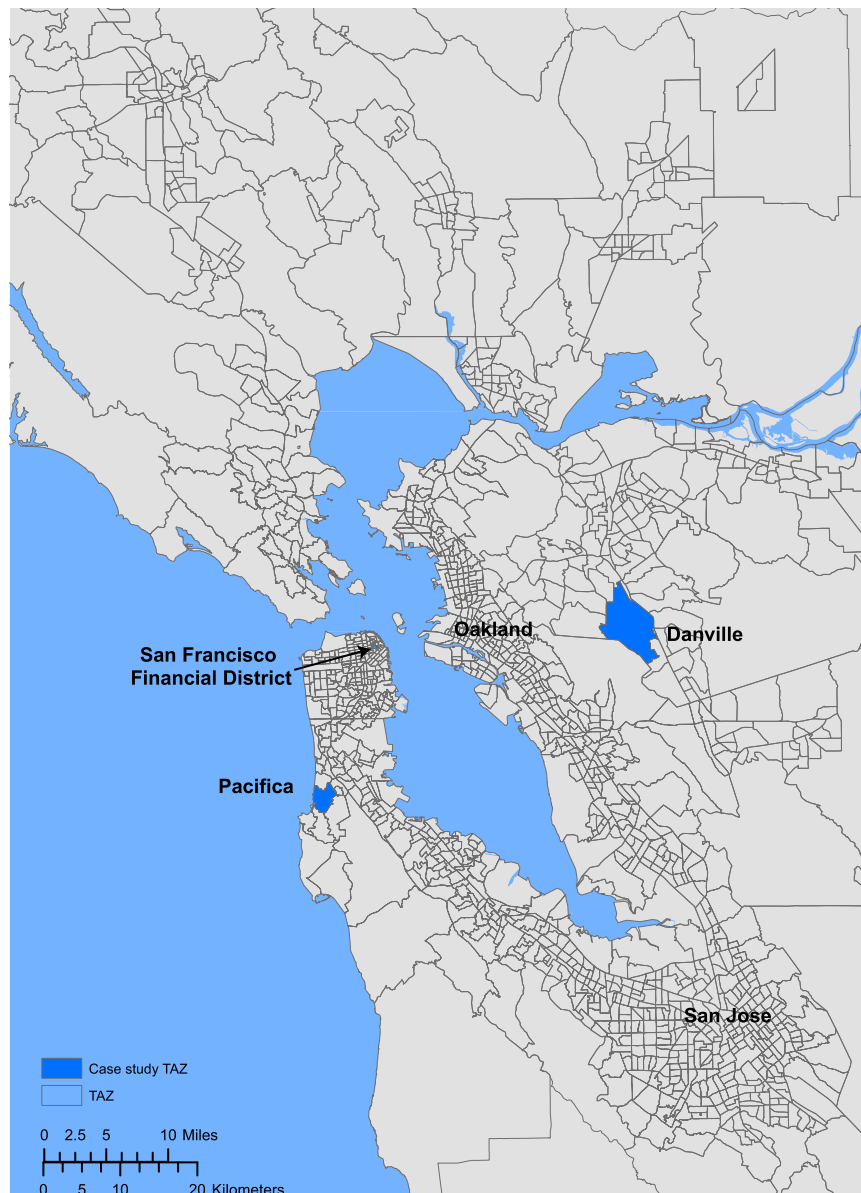 Oakland
Danville
San Francisco
Financial District
Pacifica
San Jose
Case study TAZ
TAZ
0 2.5 5 10 Miles
0 5 10 20 Kilometers